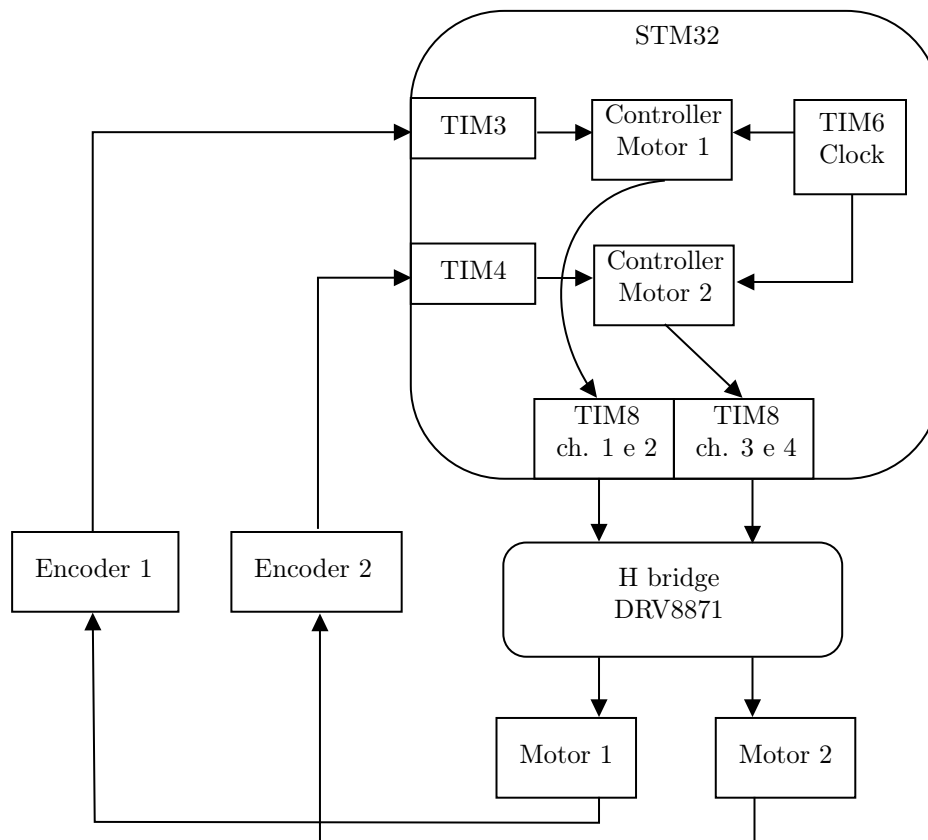 STM32
TIM3
Controller
Motor 1
TIM6
Clock
TIM4
Controller
Motor 2
TIM8
ch. 1 e 2
TIM8
ch. 3 e 4
Encoder 1
Encoder 2
H bridge
DRV8871
Motor 1
Motor 2